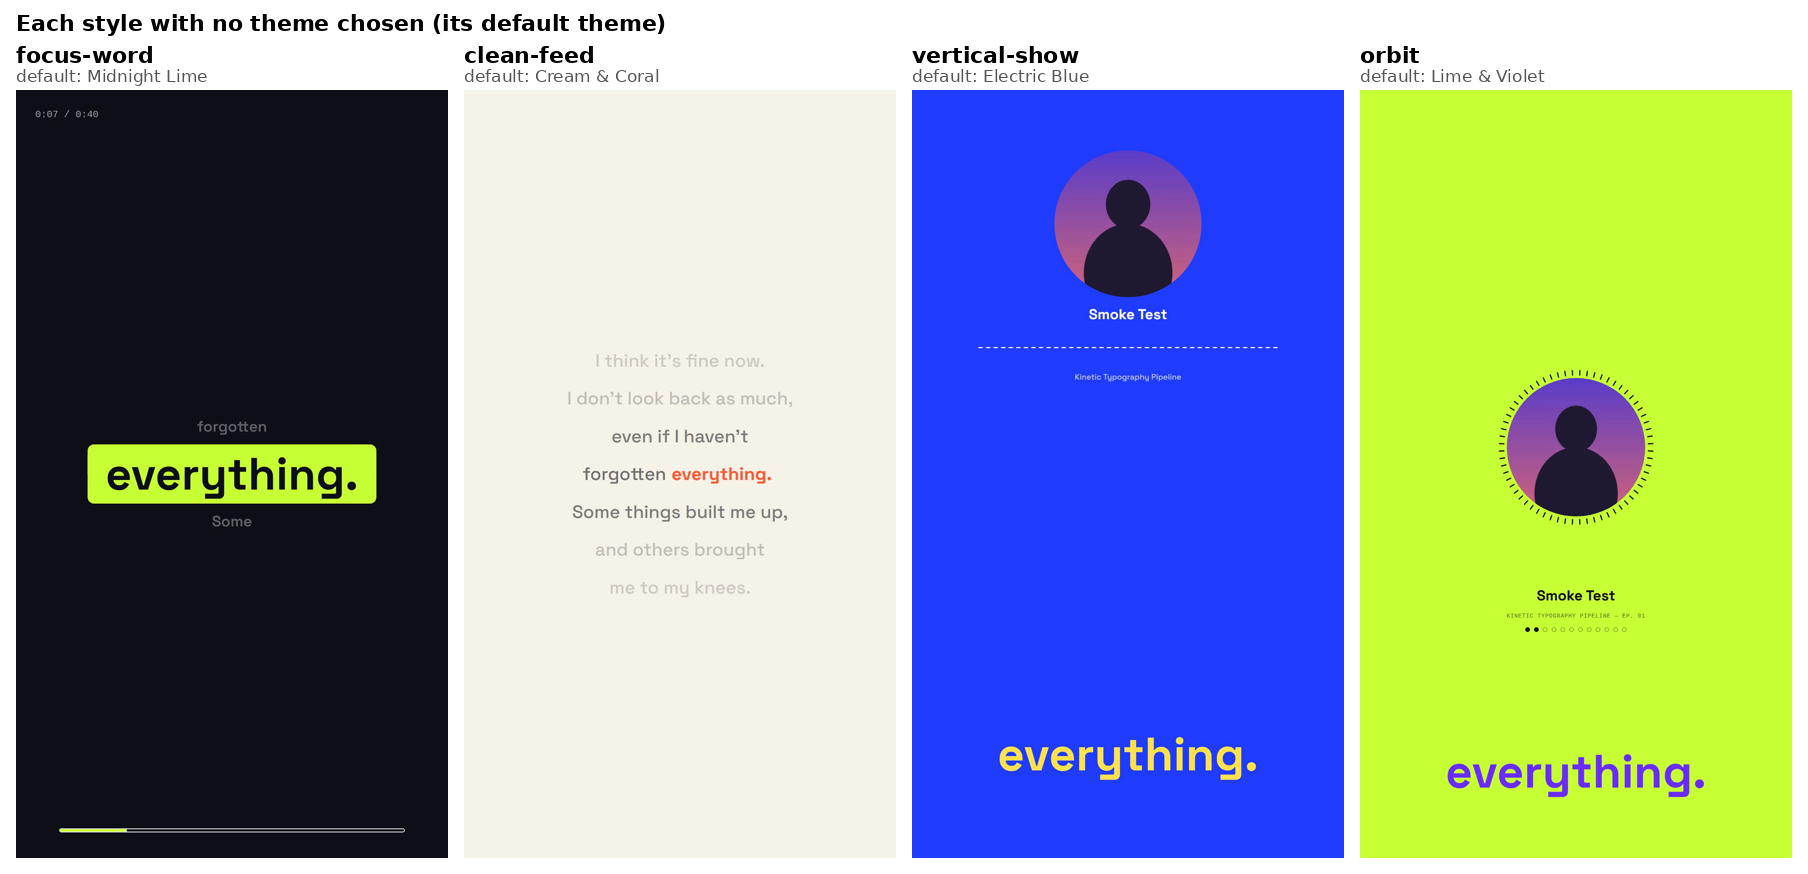 Each style with no theme chosen (its default theme)
focus-word
default: Midnight Lime
0:07 / 0:40
forgotten
everything.
Some
clean-feed
default: Cream & Coral
I think it’s fine now.
I don’t look back as much,
even if I haven’t
forgotten everything.
Some things built me up,
and others brought
me to my knees.
vertical-show
default: Electric Blue
Smoke Test
Kinetic Typography Pipeline
everything.
orbit
default: Lime & Violet
Smoke Test
KINETIC TYPOGRAPHY PIPELINE — EP. 01
everything.